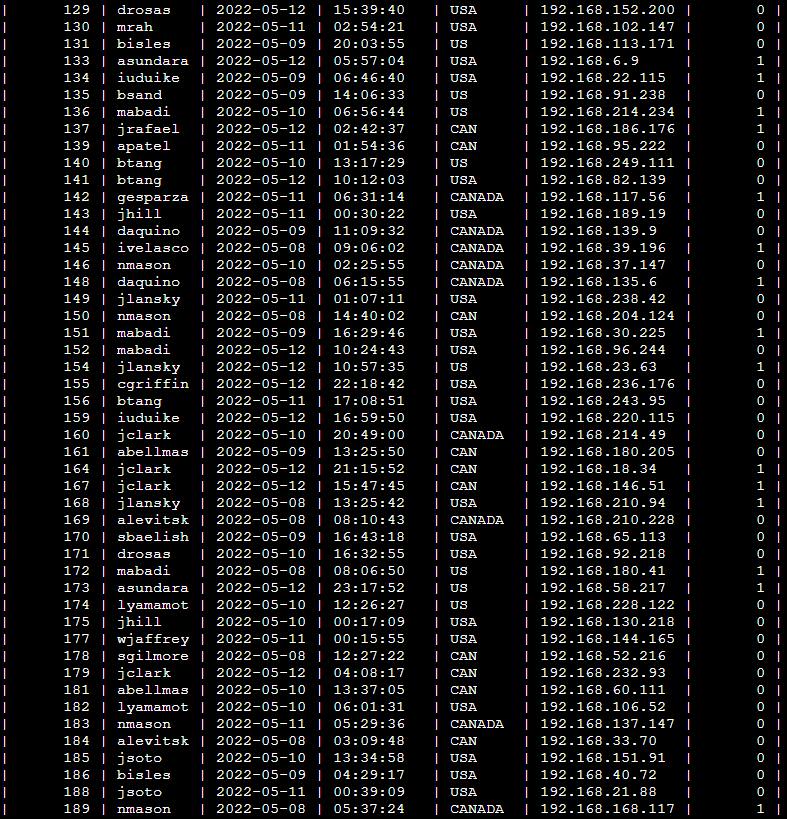 |      129 | drosas   | 2022-05-12 | 15:39:40   | USA     | 192.168.152.200 |       0 |
|      130 | mrah     | 2022-05-11 | 02:54:21   | USA     | 192.168.102.147 |       0 |
|      131 | bisles   | 2022-05-09 | 20:03:55   | US      | 192.168.113.171 |       0 |
|      133 | asundara | 2022-05-12 | 05:57:04   | USA     | 192.168.6.9     |       1 |
|      134 | iuduike  | 2022-05-09 | 06:46:40   | USA     | 192.168.22.115  |       1 |
|      135 | bsand    | 2022-05-09 | 14:06:33   | US      | 192.168.91.238  |       0 |
|      136 | mabadi   | 2022-05-10 | 06:56:44   | US      | 192.168.214.234 |       1 |
|      137 | jrafael  | 2022-05-12 | 02:42:37   | CAN     | 192.168.186.176 |       1 |
|      139 | apatel   | 2022-05-11 | 01:54:36   | CAN     | 192.168.95.222  |       0 |
|      140 | btang    | 2022-05-10 | 13:17:29   | US      | 192.168.249.111 |       0 |
|      141 | btang    | 2022-05-12 | 10:12:03   | USA     | 192.168.82.139  |       0 |
|      142 | gesparza | 2022-05-11 | 06:31:14   | CANADA  | 192.168.117.56  |       1 |
|      143 | jhill    | 2022-05-11 | 00:30:22   | USA     | 192.168.189.19  |       0 |
|      144 | daquino  | 2022-05-09 | 11:09:32   | CANADA  | 192.168.139.9   |       0 |
|      145 | ivelasco | 2022-05-08 | 09:06:02   | CANADA  | 192.168.39.196  |       1 |
|      146 | nmason   | 2022-05-10 | 02:25:55   | CANADA  | 192.168.37.147  |       0 |
|      148 | daquino  | 2022-05-08 | 06:15:55   | CANADA  | 192.168.135.6   |       1 |
|      149 | jlansky  | 2022-05-11 | 01:07:11   | USA     | 192.168.238.42  |       0 |
|      150 | nmason   | 2022-05-08 | 14:40:02   | CAN     | 192.168.204.124 |       0 |
|      151 | mabadi   | 2022-05-09 | 16:29:46   | USA     | 192.168.30.225  |       1 |
|      152 | mabadi   | 2022-05-12 | 10:24:43   | USA     | 192.168.96.244  |       0 |
|      154 | jlansky  | 2022-05-12 | 10:57:35   | US      | 192.168.23.63   |       1 |
|      155 | cgriffin | 2022-05-12 | 22:18:42   | USA     | 192.168.236.176 |       0 |
|      156 | btang    | 2022-05-11 | 17:08:51   | USA     | 192.168.243.95  |       0 |
|      159 | iuduike  | 2022-05-12 | 16:59:50   | USA     | 192.168.220.115 |       0 |
|      160 | jclark   | 2022-05-10 | 20:49:00   | CANADA  | 192.168.214.49  |       0 |
|      161 | abellmas | 2022-05-09 | 13:25:50   | CAN     | 192.168.180.205 |       0 |
|      164 | jclark   | 2022-05-12 | 21:15:52   | CAN     | 192.168.18.34   |       1 |
|      167 | jclark   | 2022-05-12 | 15:47:45   | CAN     | 192.168.146.51  |       1 |
|      168 | jlansky  | 2022-05-08 | 13:25:42   | USA     | 192.168.210.94  |       1 |
|      169 | alevitsk | 2022-05-08 | 08:10:43   | CANADA  | 192.168.210.228 |       0 |
|      170 | sbaelish | 2022-05-09 | 16:43:18   | USA     | 192.168.65.113  |       0 |
|      171 | drosas   | 2022-05-10 | 16:32:55   | USA     | 192.168.92.218  |       0 |
|      172 | mabadi   | 2022-05-08 | 08:06:50   | US      | 192.168.180.41  |       1 |
|      173 | asundara | 2022-05-12 | 23:17:52   | US      | 192.168.58.217  |       1 |
|      174 | lyamamot | 2022-05-10 | 12:26:27   | US      | 192.168.228.122 |       0 |
|      175 | jhill    | 2022-05-10 | 00:17:09   | USA     | 192.168.130.218 |       0 |
|      177 | wjaffrey | 2022-05-11 | 00:15:55   | USA     | 192.168.144.165 |       0 |
|      178 | sgilmore | 2022-05-08 | 12:27:22   | CAN     | 192.168.52.216  |       0 |
|      179 | jclark   | 2022-05-12 | 04:08:17   | CAN     | 192.168.232.93  |       0 |
|      181 | abellmas | 2022-05-10 | 13:37:05   | CAN     | 192.168.60.111  |       0 |
|      182 | lyamamot | 2022-05-10 | 06:01:31   | USA     | 192.168.106.52  |       0 |
|      183 | nmason   | 2022-05-11 | 05:29:36   | CANADA  | 192.168.137.147 |       0 |
|      184 | alevitsk | 2022-05-08 | 03:09:48   | CAN     | 192.168.33.70   |       0 |
|      185 | jsoto    | 2022-05-10 | 13:34:58   | USA     | 192.168.151.91  |       0 |
|      186 | bisles   | 2022-05-09 | 04:29:17   | USA     | 192.168.40.72   |       0 |
|      188 | jsoto    | 2022-05-11 | 00:39:09   | USA     | 192.168.21.88   |       0 |
|      189 | nmason   | 2022-05-08 | 05:37:24   | CANADA  | 192.168.168.117 |       1 |